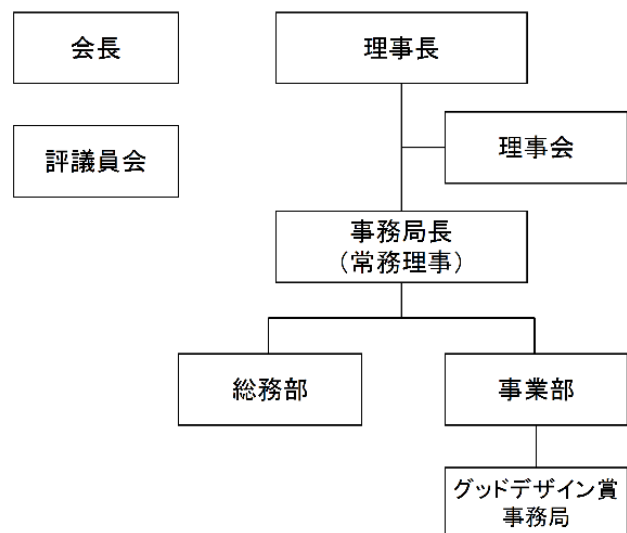 会長
理事長
評議員会
理事会
事務局長
（常務理事）
総務部
事業部
グッドデザイン賞
事務局